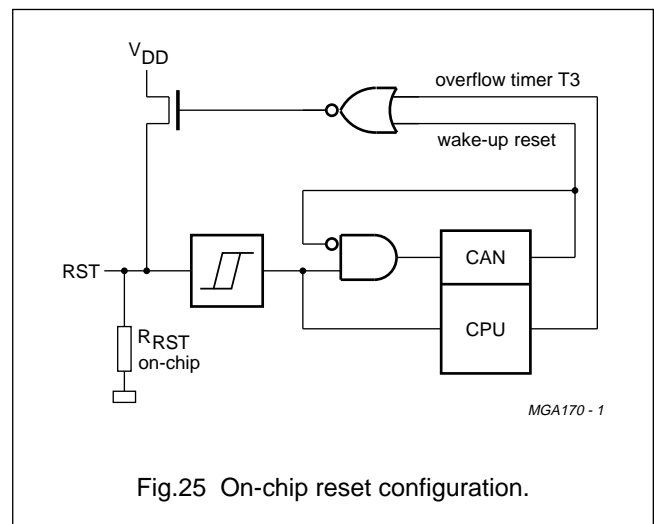 VDD
overflow timer T3
wake-up reset
RST
CAN
CPU
RRST
on-chip
MGA170 - 1
Fig.25 On-chip reset configuration.